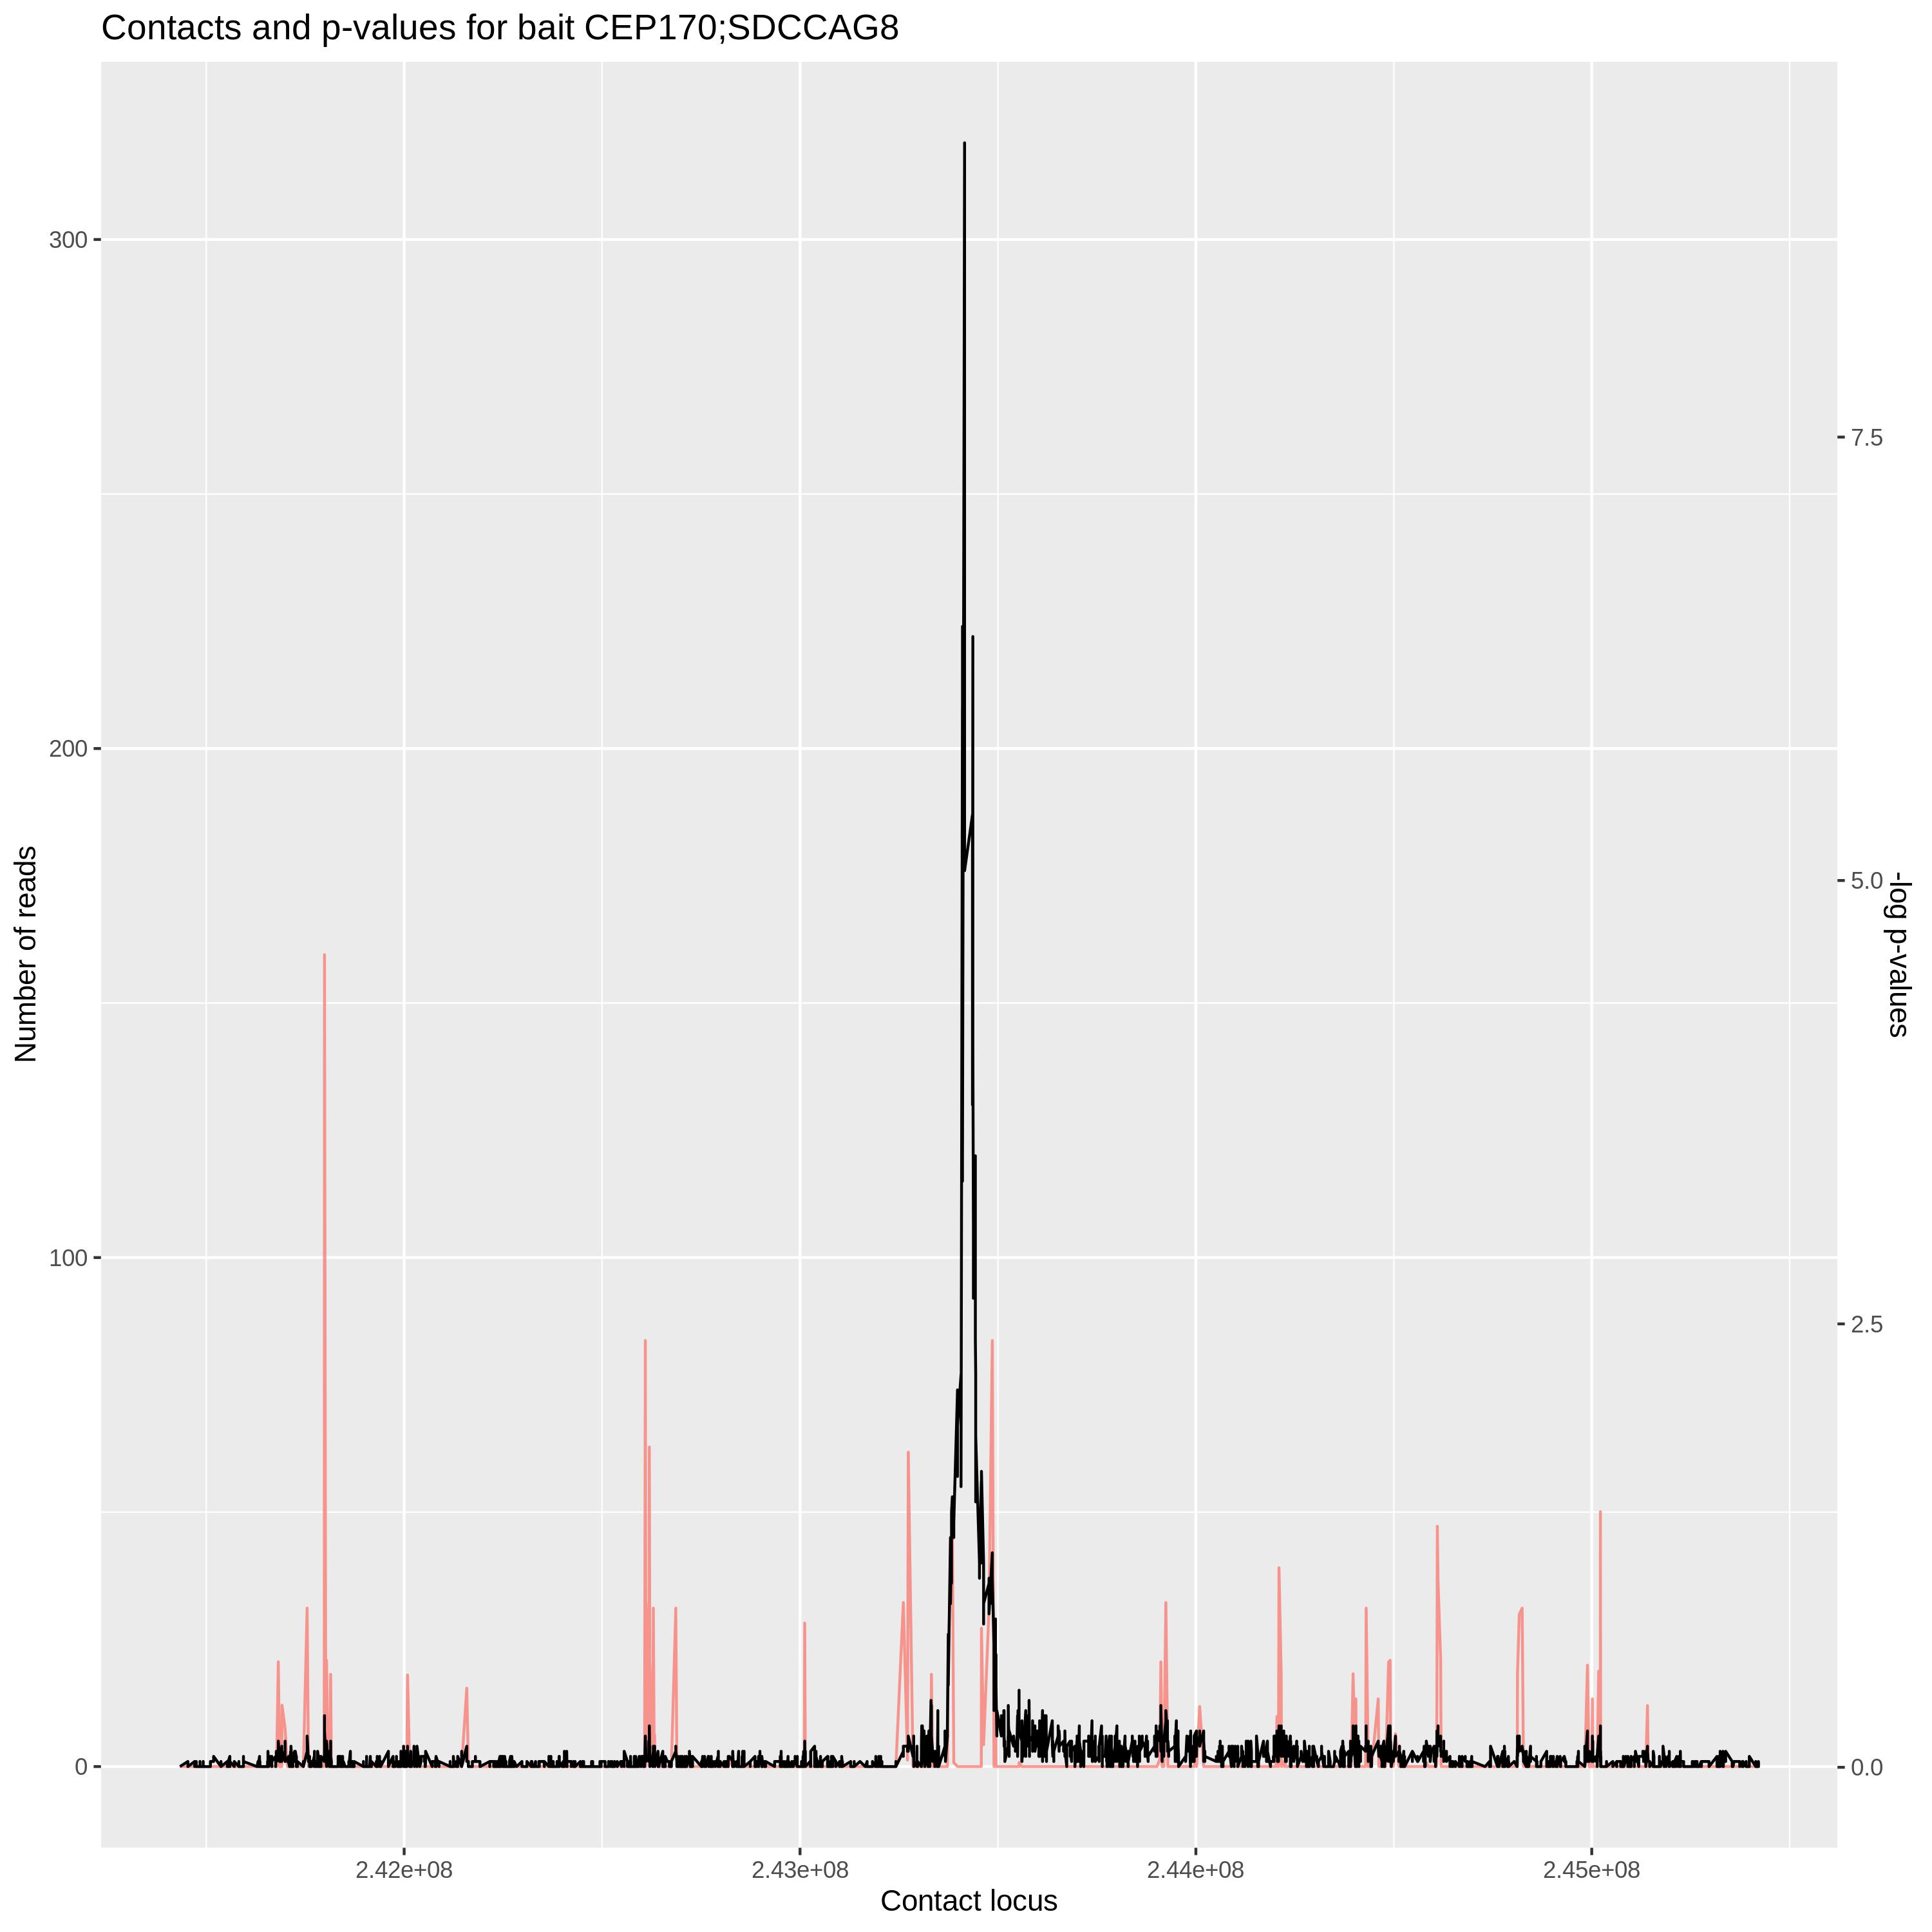 Contacts and p-values for bait CEP170;SDCCAG8
300
200
100
0
Number of reads
7.5
5.0
2.5
0.0
-log p-values
2.42e+08
2.43e+08
2.44e+08
2.45e+08
Contact locus